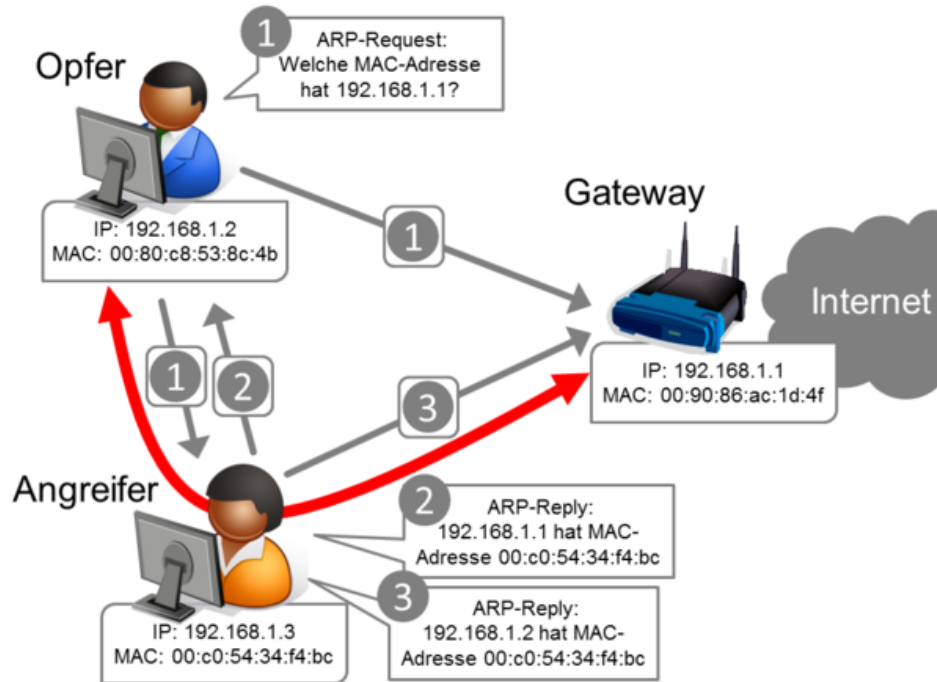 1
ARP-Request:
Welche MAC-Adresse
hat 192.168.1.1?
Opfer
IP: 192.168.1.2
MAC: 00:80:c8:53:8c:4b
1
Gateway
Internet
IP: 192.168.1.1
MAC: 00:90:86:ac:1d:4f
1
2
3
Angreifer
IP: 192.168.1.3
MAC: 00:c0:54:34:f4:bc
2
ARP-Reply:
192.168.1.1 hat MAC-
Adresse 00:c0:54:34:f4:bc
3
ARP-Reply:
192.168.1.2 hat MAC-
Adresse 00:c0:54:34:f4:bc